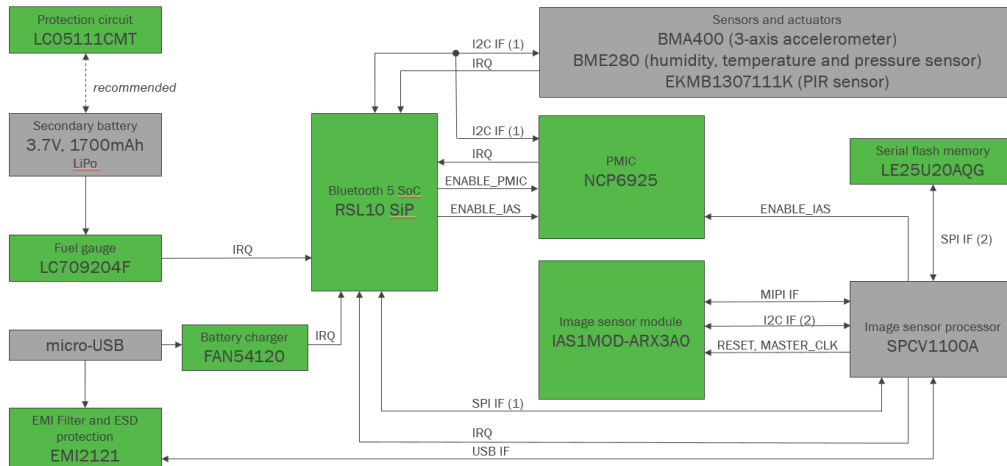 Protection circuit
LC05111CMT
recommended
Secondary battery
3.7V, 1700mAh
LiPo
Fuel gauge
LC709204F
IRQ
micro-USB
Battery charger
FAN54120
IRQ
EMI Filter and ESD
protection
EMI2121
Bluetooth 5 SoC
RSL10 SiP
I2C IF (1)
IRQ
Sensors and actuators
BMA400 (3-axis accelerometer)
BME280 (humidity, temperature and pressure sensor)
EKMB1307111K (PIR sensor)
I2C IF (1)
IRQ
ENABLE_PMIC
ENABLE_IAS
PMIC
NCP6925
Serial flash memory
LE25U20AQG
ENABLE_IAS
SPI IF (2)
Image sensor module
IAS1MOD-ARX3A0
MIPI IF
I2C IF (2)
RESET, MASTER_CLK
Image sensor processor
SPCV1100A
SPI IF (1)
IRQ
USB IF